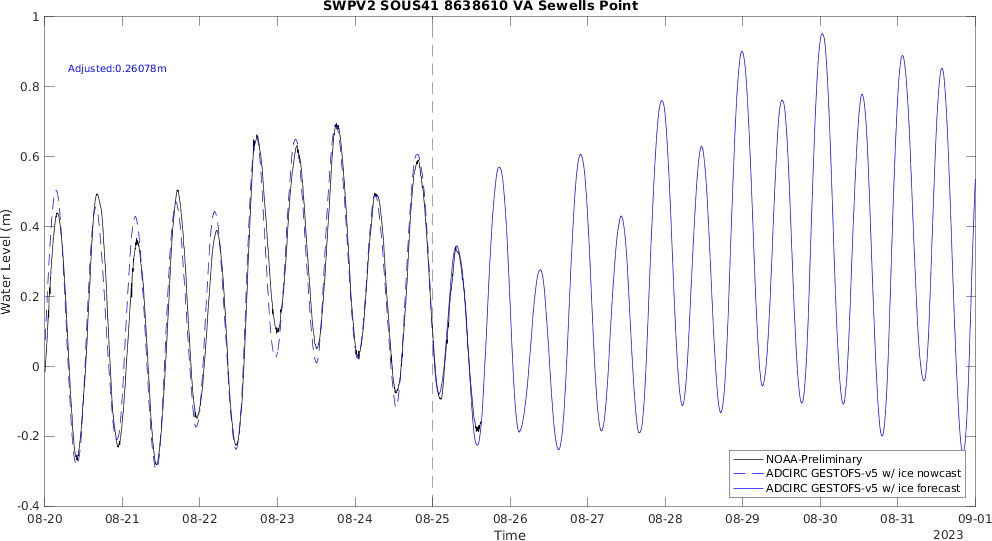 SWPV2 SOUS41 8638610 VA Sewells Point
Adjusted:0.26078m
Water Level (m)
1
0.8
0.6
0.4
0.2
0
-0.2
-0.4
NOAA-Preliminary
ADCIRC GESTOFS-v5 w/ ice nowcast
ADCIRC GESTOFS-v5 w/ ice forecast
08-20 08-21 08-22 08-23 08-24 08-25 08-26 08-27 08-28 08-29 08-30 08-31 09-01
Time
2023